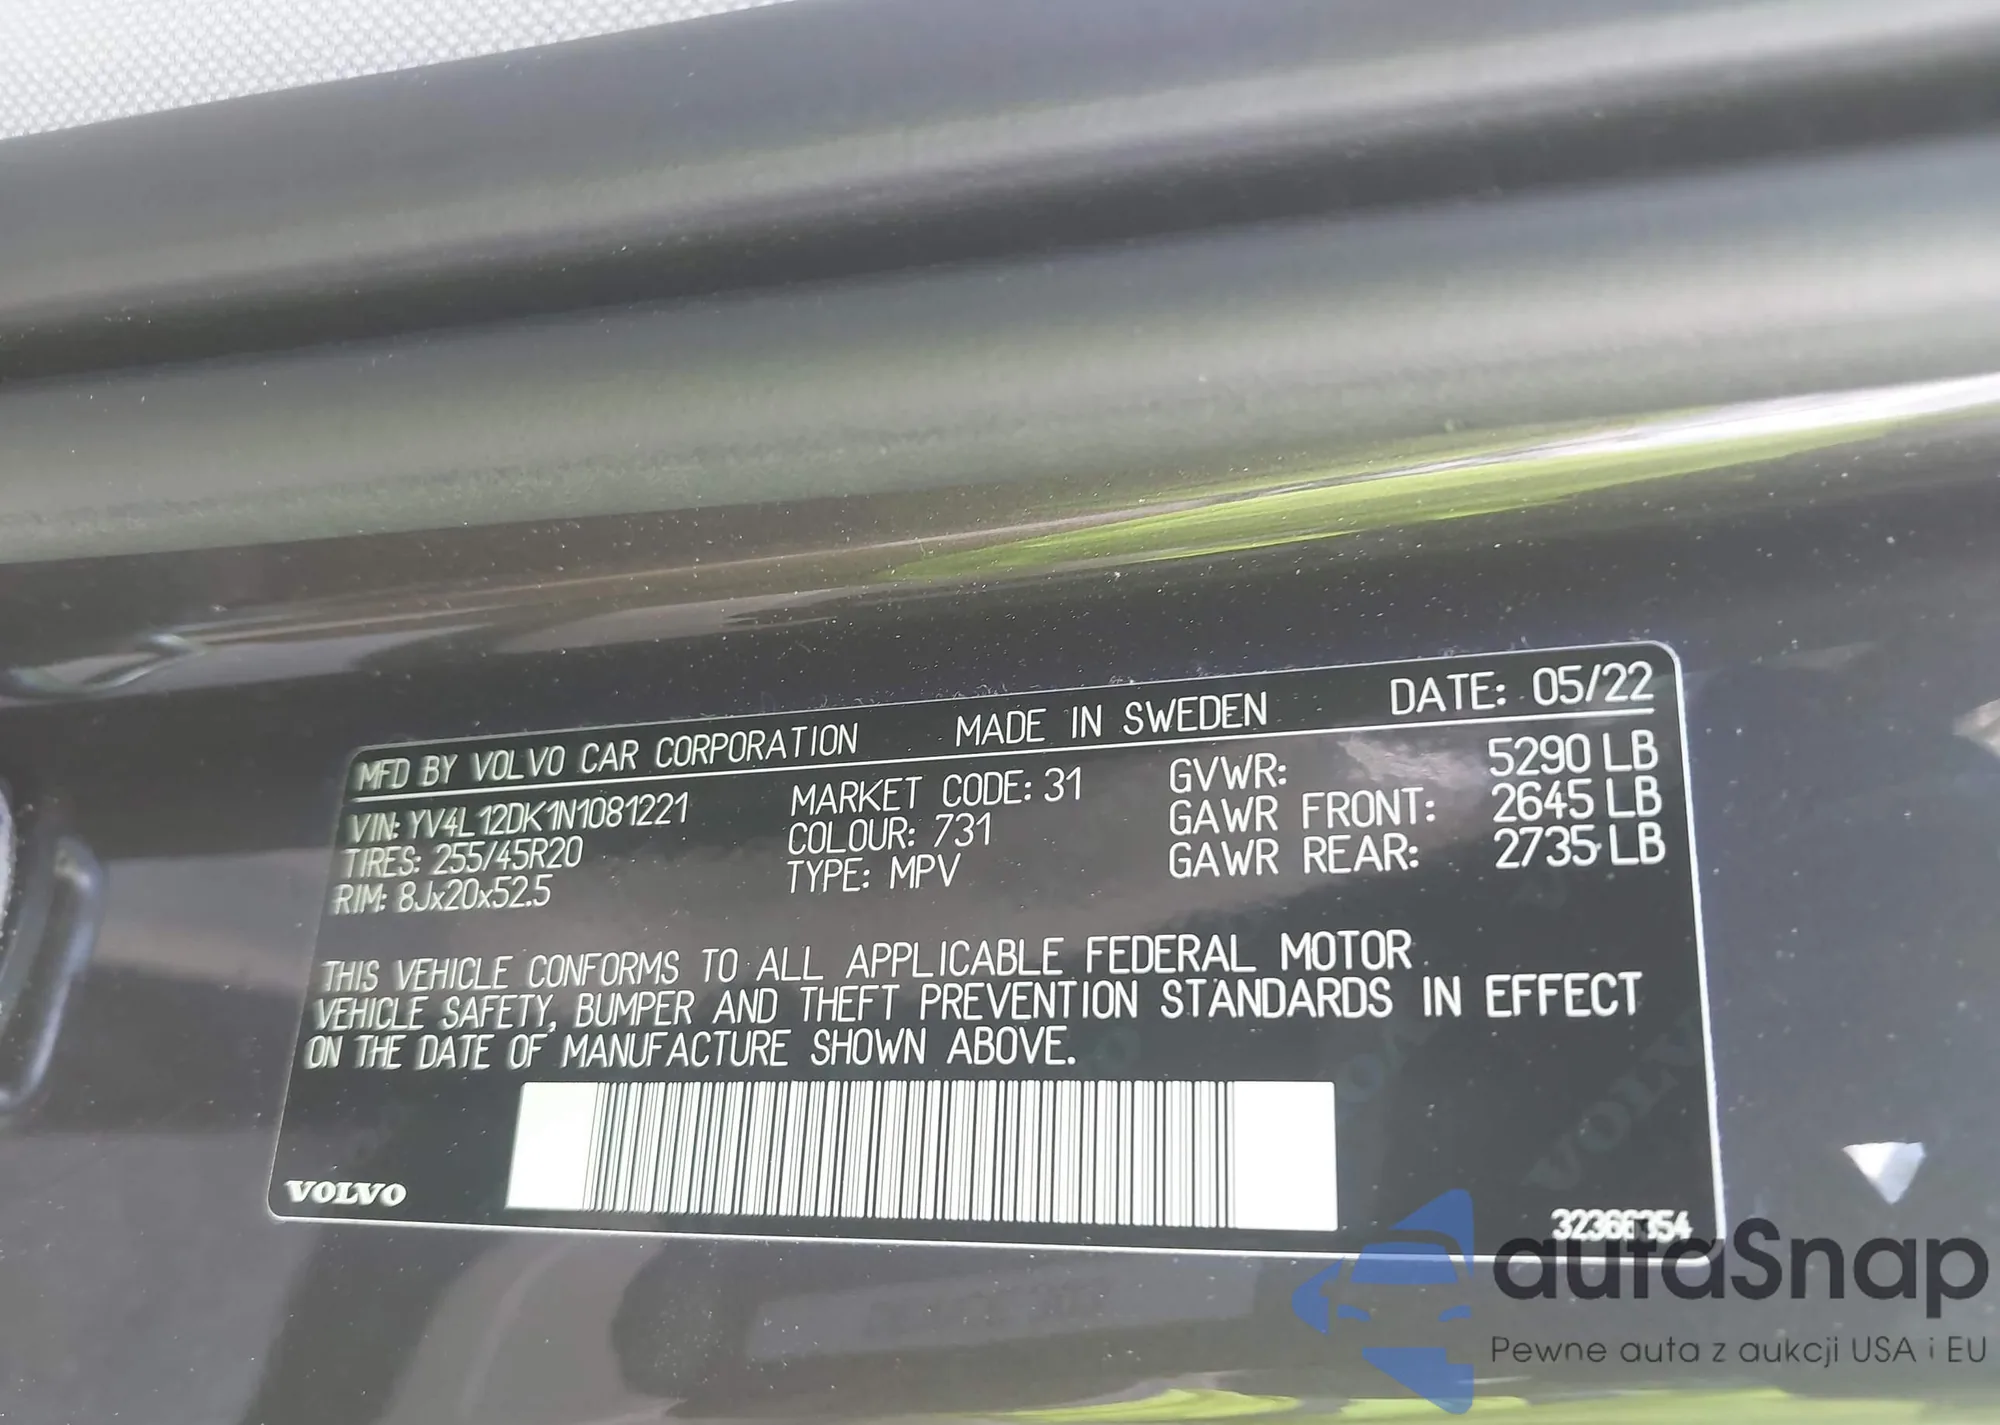 MFD BY VOLVO CAR CORPORATION MADE IN SWEDEN DATE: 05/22
VIN: YV4L12DK1N1081221 MARKET CODE: 31 GVWR: 5290 LB
TIRES: 255/45R20 COLOUR: 731 GAWR FRONT: 2645 LB
RIM: 8Jx20x52.5 TYPE: MPV GAWR REAR: 2735 LB
THIS VEHICLE CONFORMS TO ALL APPLICABLE FEDERAL MOTOR
VEHICLE SAFETY, BUMPER AND THEFT PREVENTION STANDARDS IN EFFECT
ON THE DATE OF MANUFACTURE SHOWN ABOVE.
VOLVO
autaSnap
Pewne auta z aukcji USA i EU